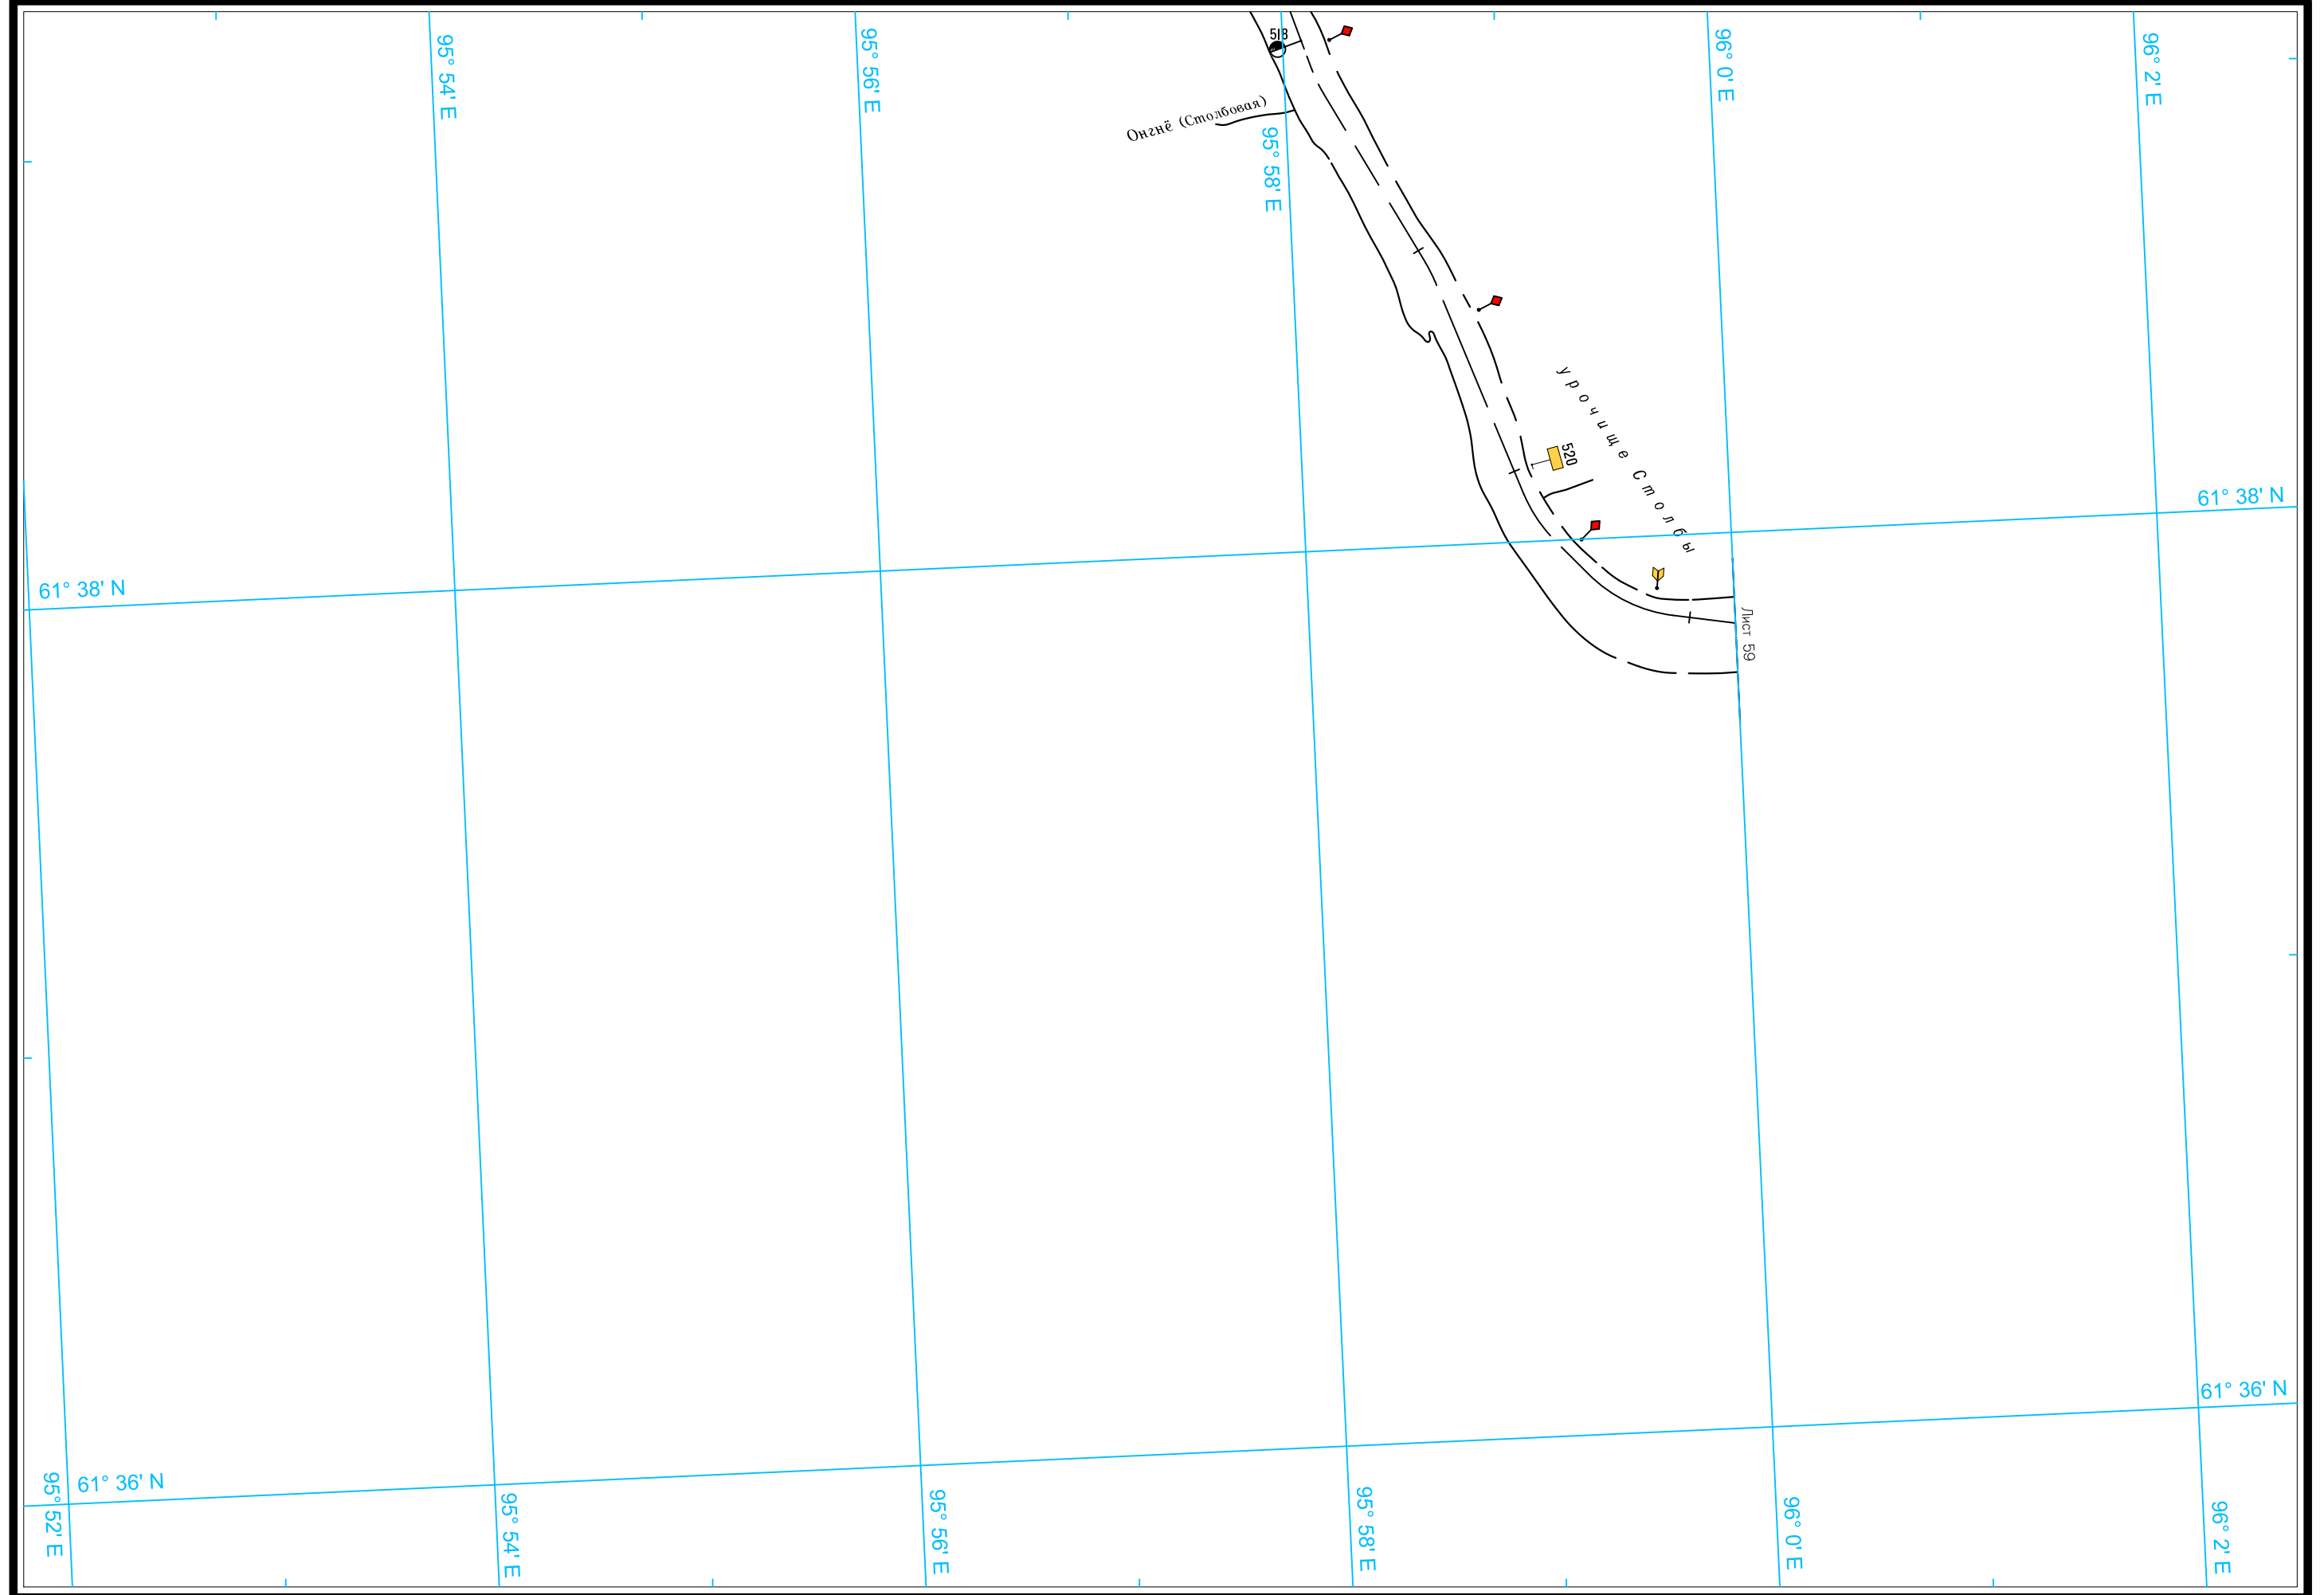 95° 54' E
95° 56' E
518
96° 0' E
96° 2' E
Онгнё (Столбовая)
95° 58' E
урочище Столбы
520
61° 38' N
61° 38' N
Лист 59
61° 36' N
61° 36' N
95° 52' E
95° 54' E
95° 56' E
95° 58' E
96° 0' E
96° 2' E